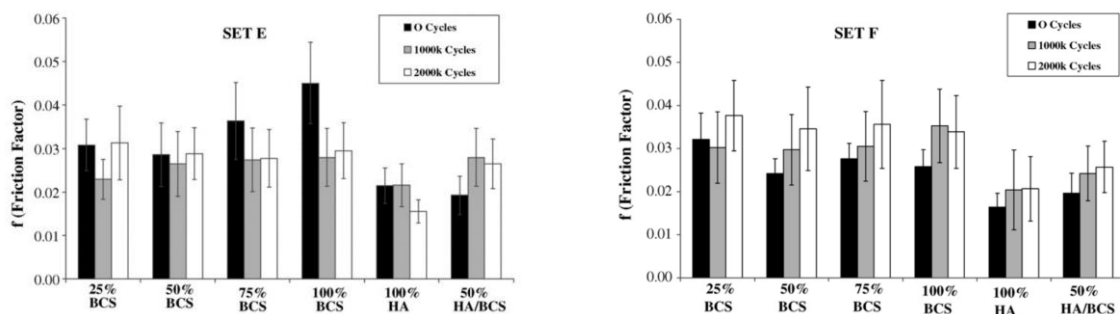 0.06
0.05
0.04
0.03
0.02
0.01
0.00
f (Friction Factor)
SET E
O Cycles
1000k Cycles
2000k Cycles
25% BCS
50% BCS
75% BCS
100% BCS
100% HA
50% HA/BCS
0.06
0.05
0.04
0.03
0.02
0.01
0.00
f (Friction Factor)
SET F
O Cycles
1000k Cycles
2000k Cycles
25% BCS
50% BCS
75% BCS
100% BCS
100% HA
50% HA/BCS